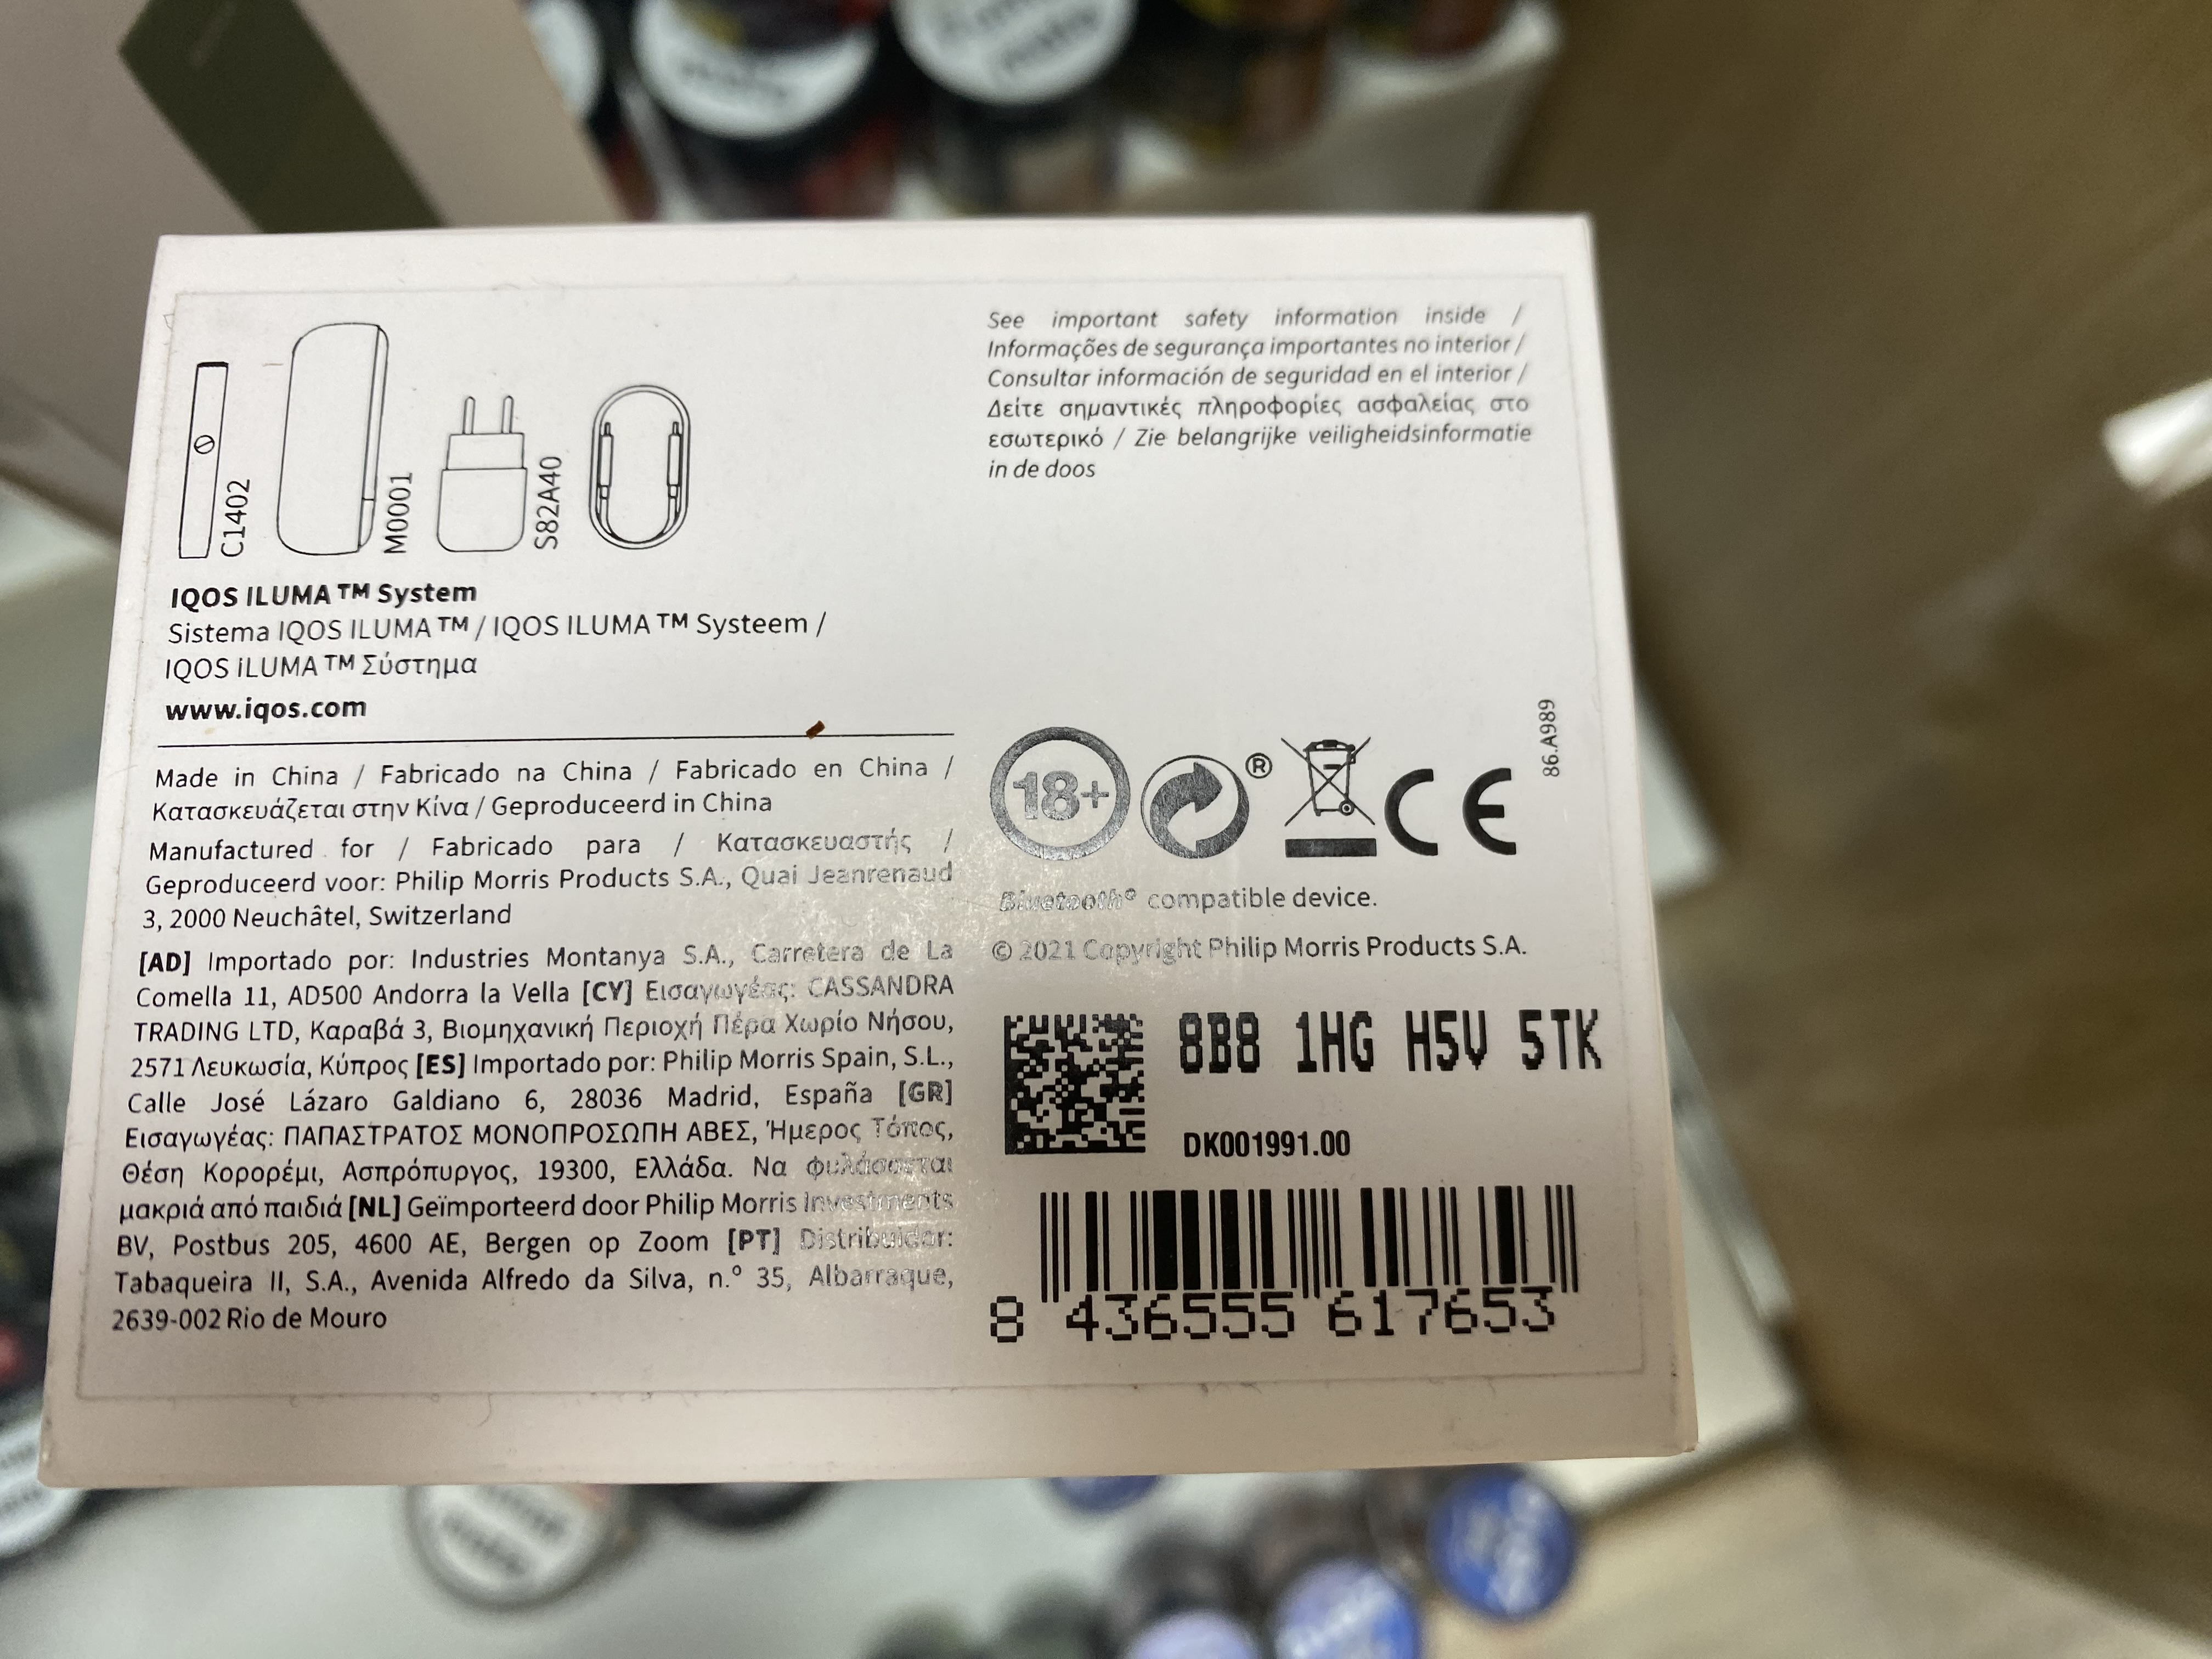 C1402
M0001
S82A40
IQOS ILUMA™ System
Sistema IQOS ILUMA™ / IQOS ILUMA™ Systeem /
IQOS iLUMA™ Σύστημα
www.iqos.com
Made in China / Fabricado na China / Fabricado en China /
Κατασκευάζεται στην Κίνα / Geproduceerd in China
Manufactured for / Fabricado para / Κατασκευαστής /
Geproduceerd voor: Philip Morris Products S.A., Quai Jeanrenaud
3, 2000 Neuchâtel, Switzerland
[AD] Importado por: Industries Montanya S.A., Carretera de La
Comella 11, AD500 Andorra la Vella [CY] Εισαγωγέας: CASSANDRA
TRADING LTD, Καραβά 3, Βιομηχανική Περιοχή Πέρα Χωρίο Νήσου,
2571 Λευκωσία, Κύπρος [ES] Importado por: Philip Morris Spain, S.L.,
Calle José Lázaro Galdiano 6, 28036 Madrid, España [GR]
Εισαγωγέας: ΠΑΠΑΣΤΡΑΤΟΣ ΜΟΝΟΠΡΟΣΩΠΗ ΑΒΕΣ, Ήμερος Τόπος,
Θέση Κορορέμι, Ασπρόπυργος, 19300, Ελλάδα. Να φυλάσσεται
μακριά από παιδιά [NL] Geïmporteerd door Philip Morris Investments
BV, Postbus 205, 4600 AE, Bergen op Zoom [PT] Distribuidor:
Tabaqueira II, S.A., Avenida Alfredo da Silva, n.º 35, Albarraque,
2639-002 Rio de Mouro
See important safety information inside /
Informações de segurança importantes no interior /
Consultar información de seguridad en el interior /
Δείτε σημαντικές πληροφορίες ασφαλείας στο
εσωτερικό / Zie belangrijke veiligheidsinformatie
in de doos
86.A989
18+
®
CE
Bluetooth® compatible device.
© 2021 Copyright Philip Morris Products S.A.
8B8 1HG H5V 5TK
DK001991.00
8 436555 617653